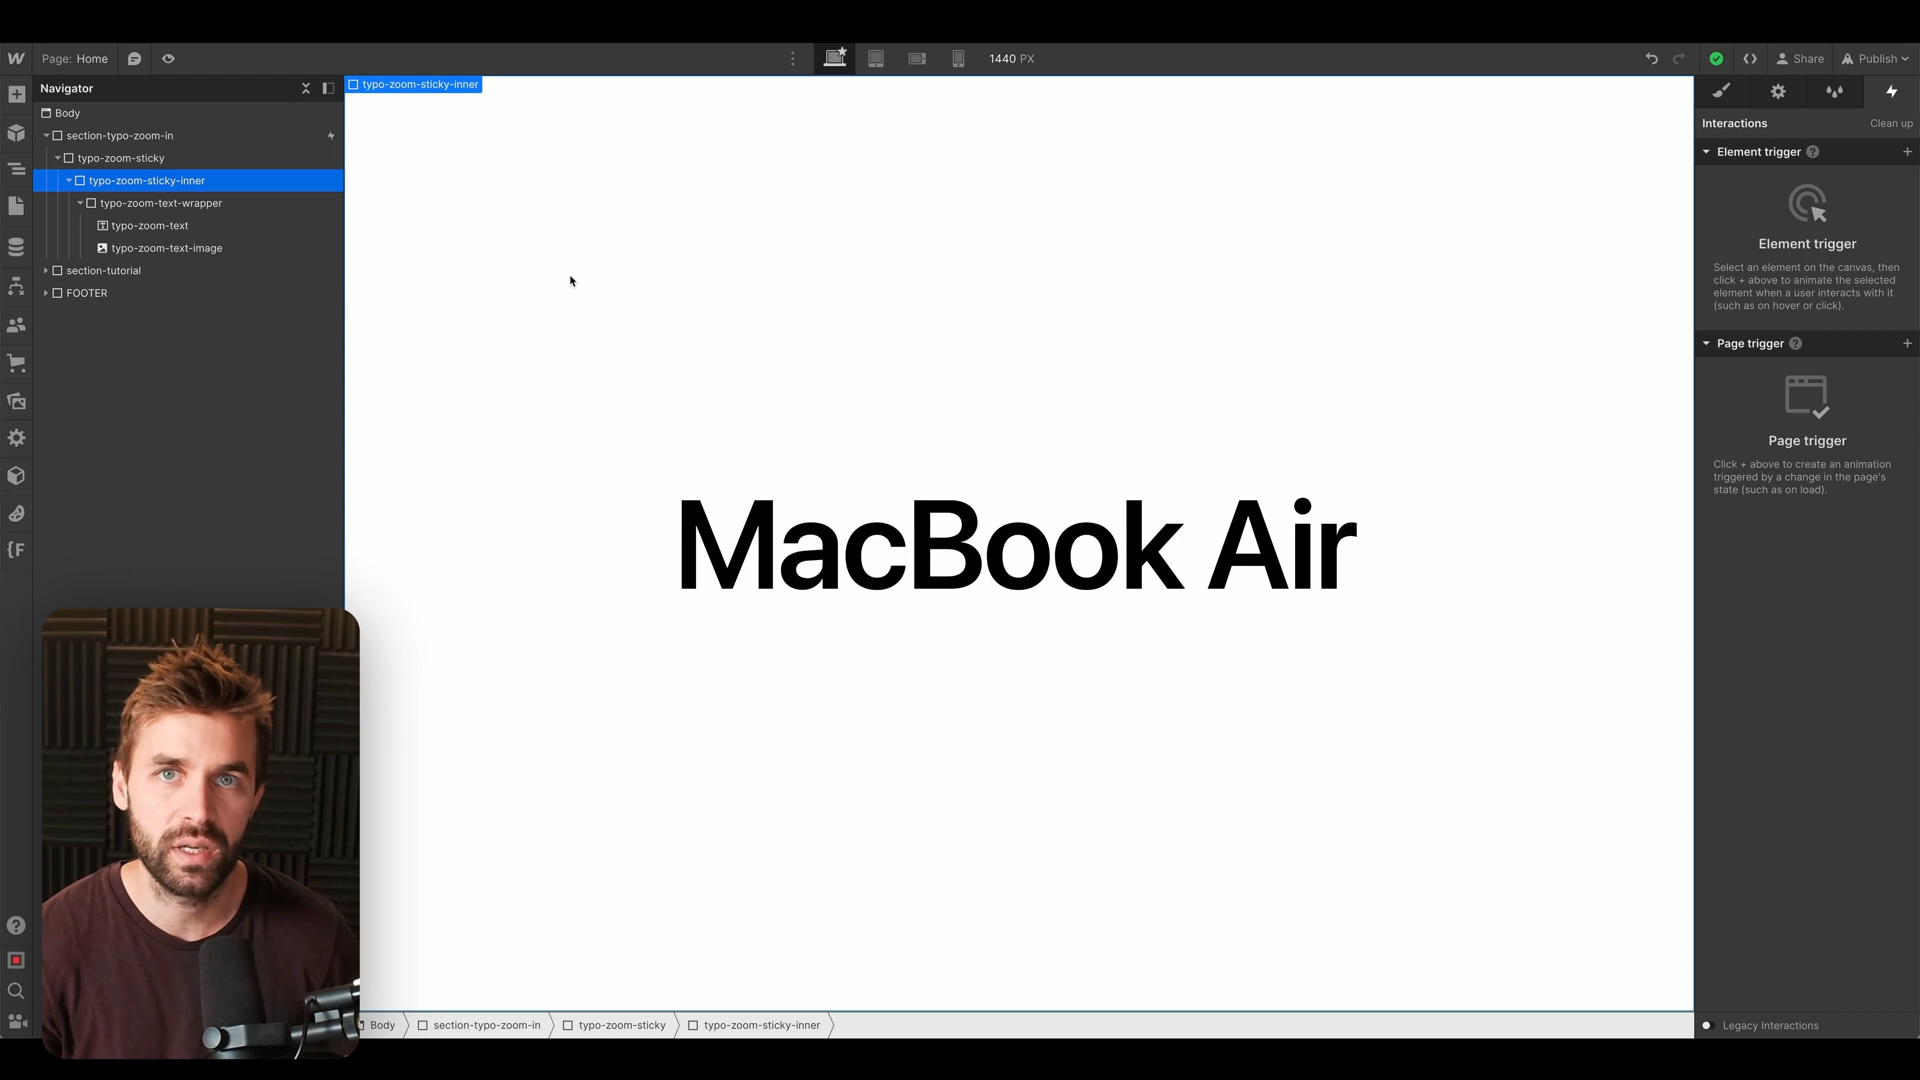 Page: Home
1440 PX
Share
Publish
Navigator
Body
section-typo-zoom-in
typo-zoom-sticky
typo-zoom-sticky-inner
typo-zoom-text-wrapper
typo-zoom-text
typo-zoom-text-image
section-tutorial
FOOTER
typo-zoom-sticky-inner
MacBook Air
Interactions
Clean up
Element trigger
Element trigger
Select an element on the canvas, then
click + above to animate the selected
element when a user interacts with it
(such as on hover or click).
Page trigger
Page trigger
Click + above to create an animation
triggered by a change in the page's
state (such as on load).
Body
section-typo-zoom-in
typo-zoom-sticky
typo-zoom-sticky-inner
Legacy Interactions